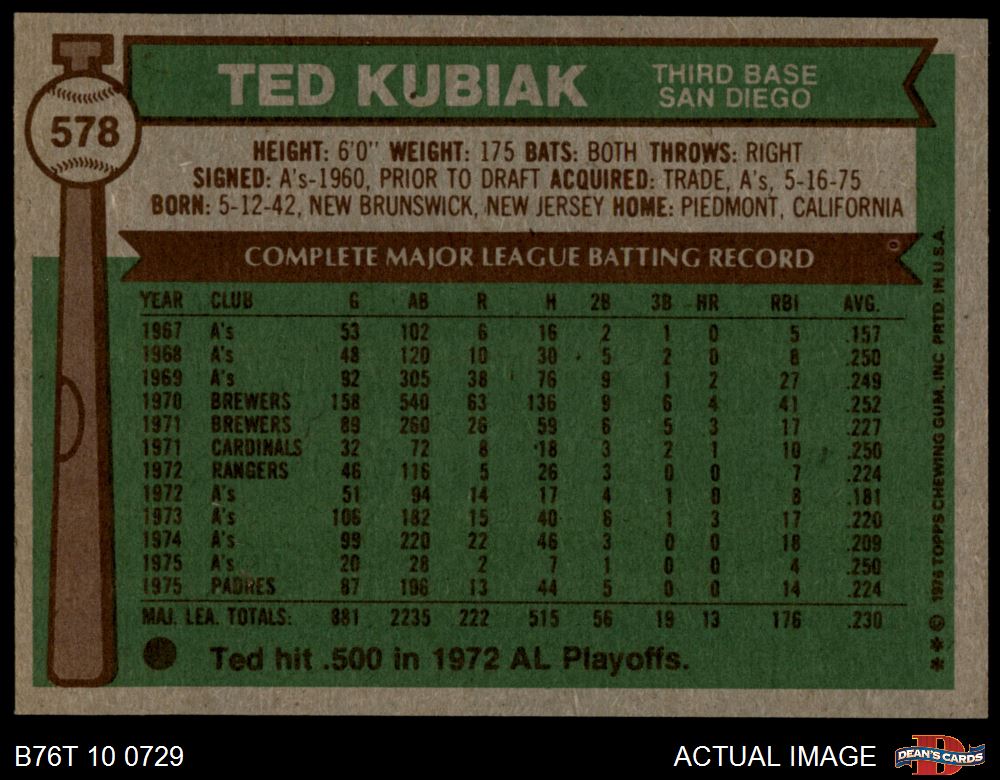 578
TED KUBIAK
THIRD BASE
SAN DIEGO
HEIGHT: 6'0" WEIGHT: 175 BATS: BOTH THROWS: RIGHT
SIGNED: A's-1960, PRIOR TO DRAFT ACQUIRED: TRADE, A's, 5-16-75
BORN: 5-12-42, NEW BRUNSWICK, NEW JERSEY HOME: PIEDMONT, CALIFORNIA
COMPLETE MAJOR LEAGUE BATTING RECORD
YEAR CLUB G AB R H 2B 3B HR RBI AVG.
1967 A's 53 102 6 16 2 1 0 5 .157
1968 A's 48 120 10 30 5 2 0 8 .250
1969 A's 92 305 38 76 9 1 2 27 .249
1970 BREWERS 158 540 63 136 9 6 4 41 .252
1971 BREWERS 89 260 26 59 6 5 3 17 .227
1971 CARDINALS 32 72 8 18 3 2 1 10 .250
1972 RANGERS 46 116 5 26 3 0 0 7 .224
1972 A's 51 94 14 17 4 1 0 8 .181
1973 A's 106 182 15 40 6 1 3 17 .220
1974 A's 99 220 22 46 3 0 0 18 .209
1975 A's 20 28 2 7 1 0 0 4 .250
1975 PADRES 87 196 13 44 5 0 0 14 .224
MAJ. LEA. TOTALS: 881 2235 222 515 56 19 13 176 .230
Ted hit .500 in 1972 AL Playoffs.
** © 1976 TOPPS CHEWING GUM, INC PRTD. IN U.S.A.
B76T 10 0729
ACTUAL IMAGE
D
DEAN'S CARDS